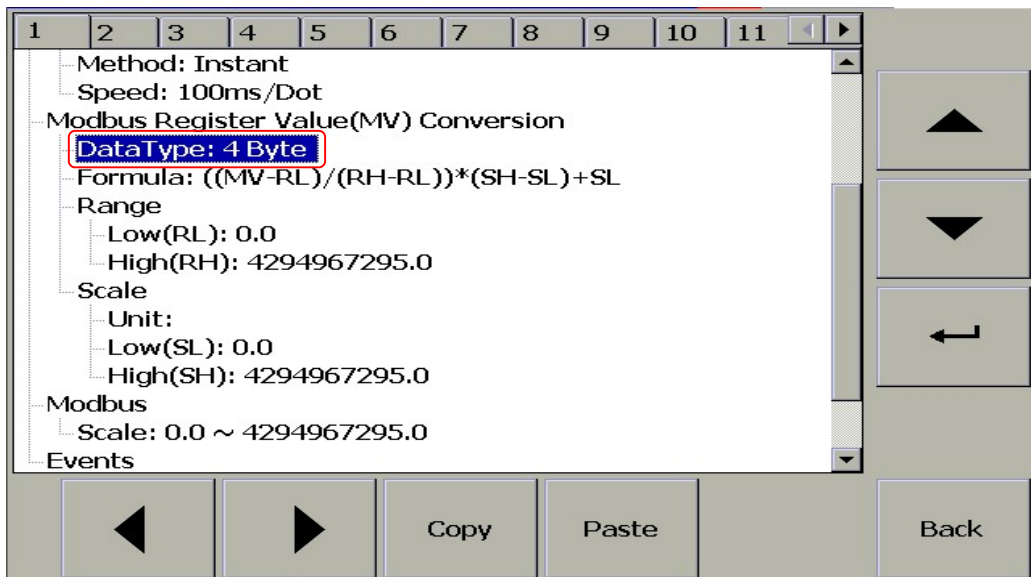 1 2 3 4 5 6 7 8 9 10 11
Method: Instant
Speed: 100ms/Dot
Modbus Register Value(MV) Conversion
DataType: 4 Byte
Formula: ((MV-RL)/(RH-RL))*(SH-SL)+SL
Range
Low(RL): 0.0
High(RH): 4294967295.0
Scale
Unit:
Low(SL): 0.0
High(SH): 4294967295.0
Modbus
Scale: 0.0 ~ 4294967295.0
Events
Copy Paste Back